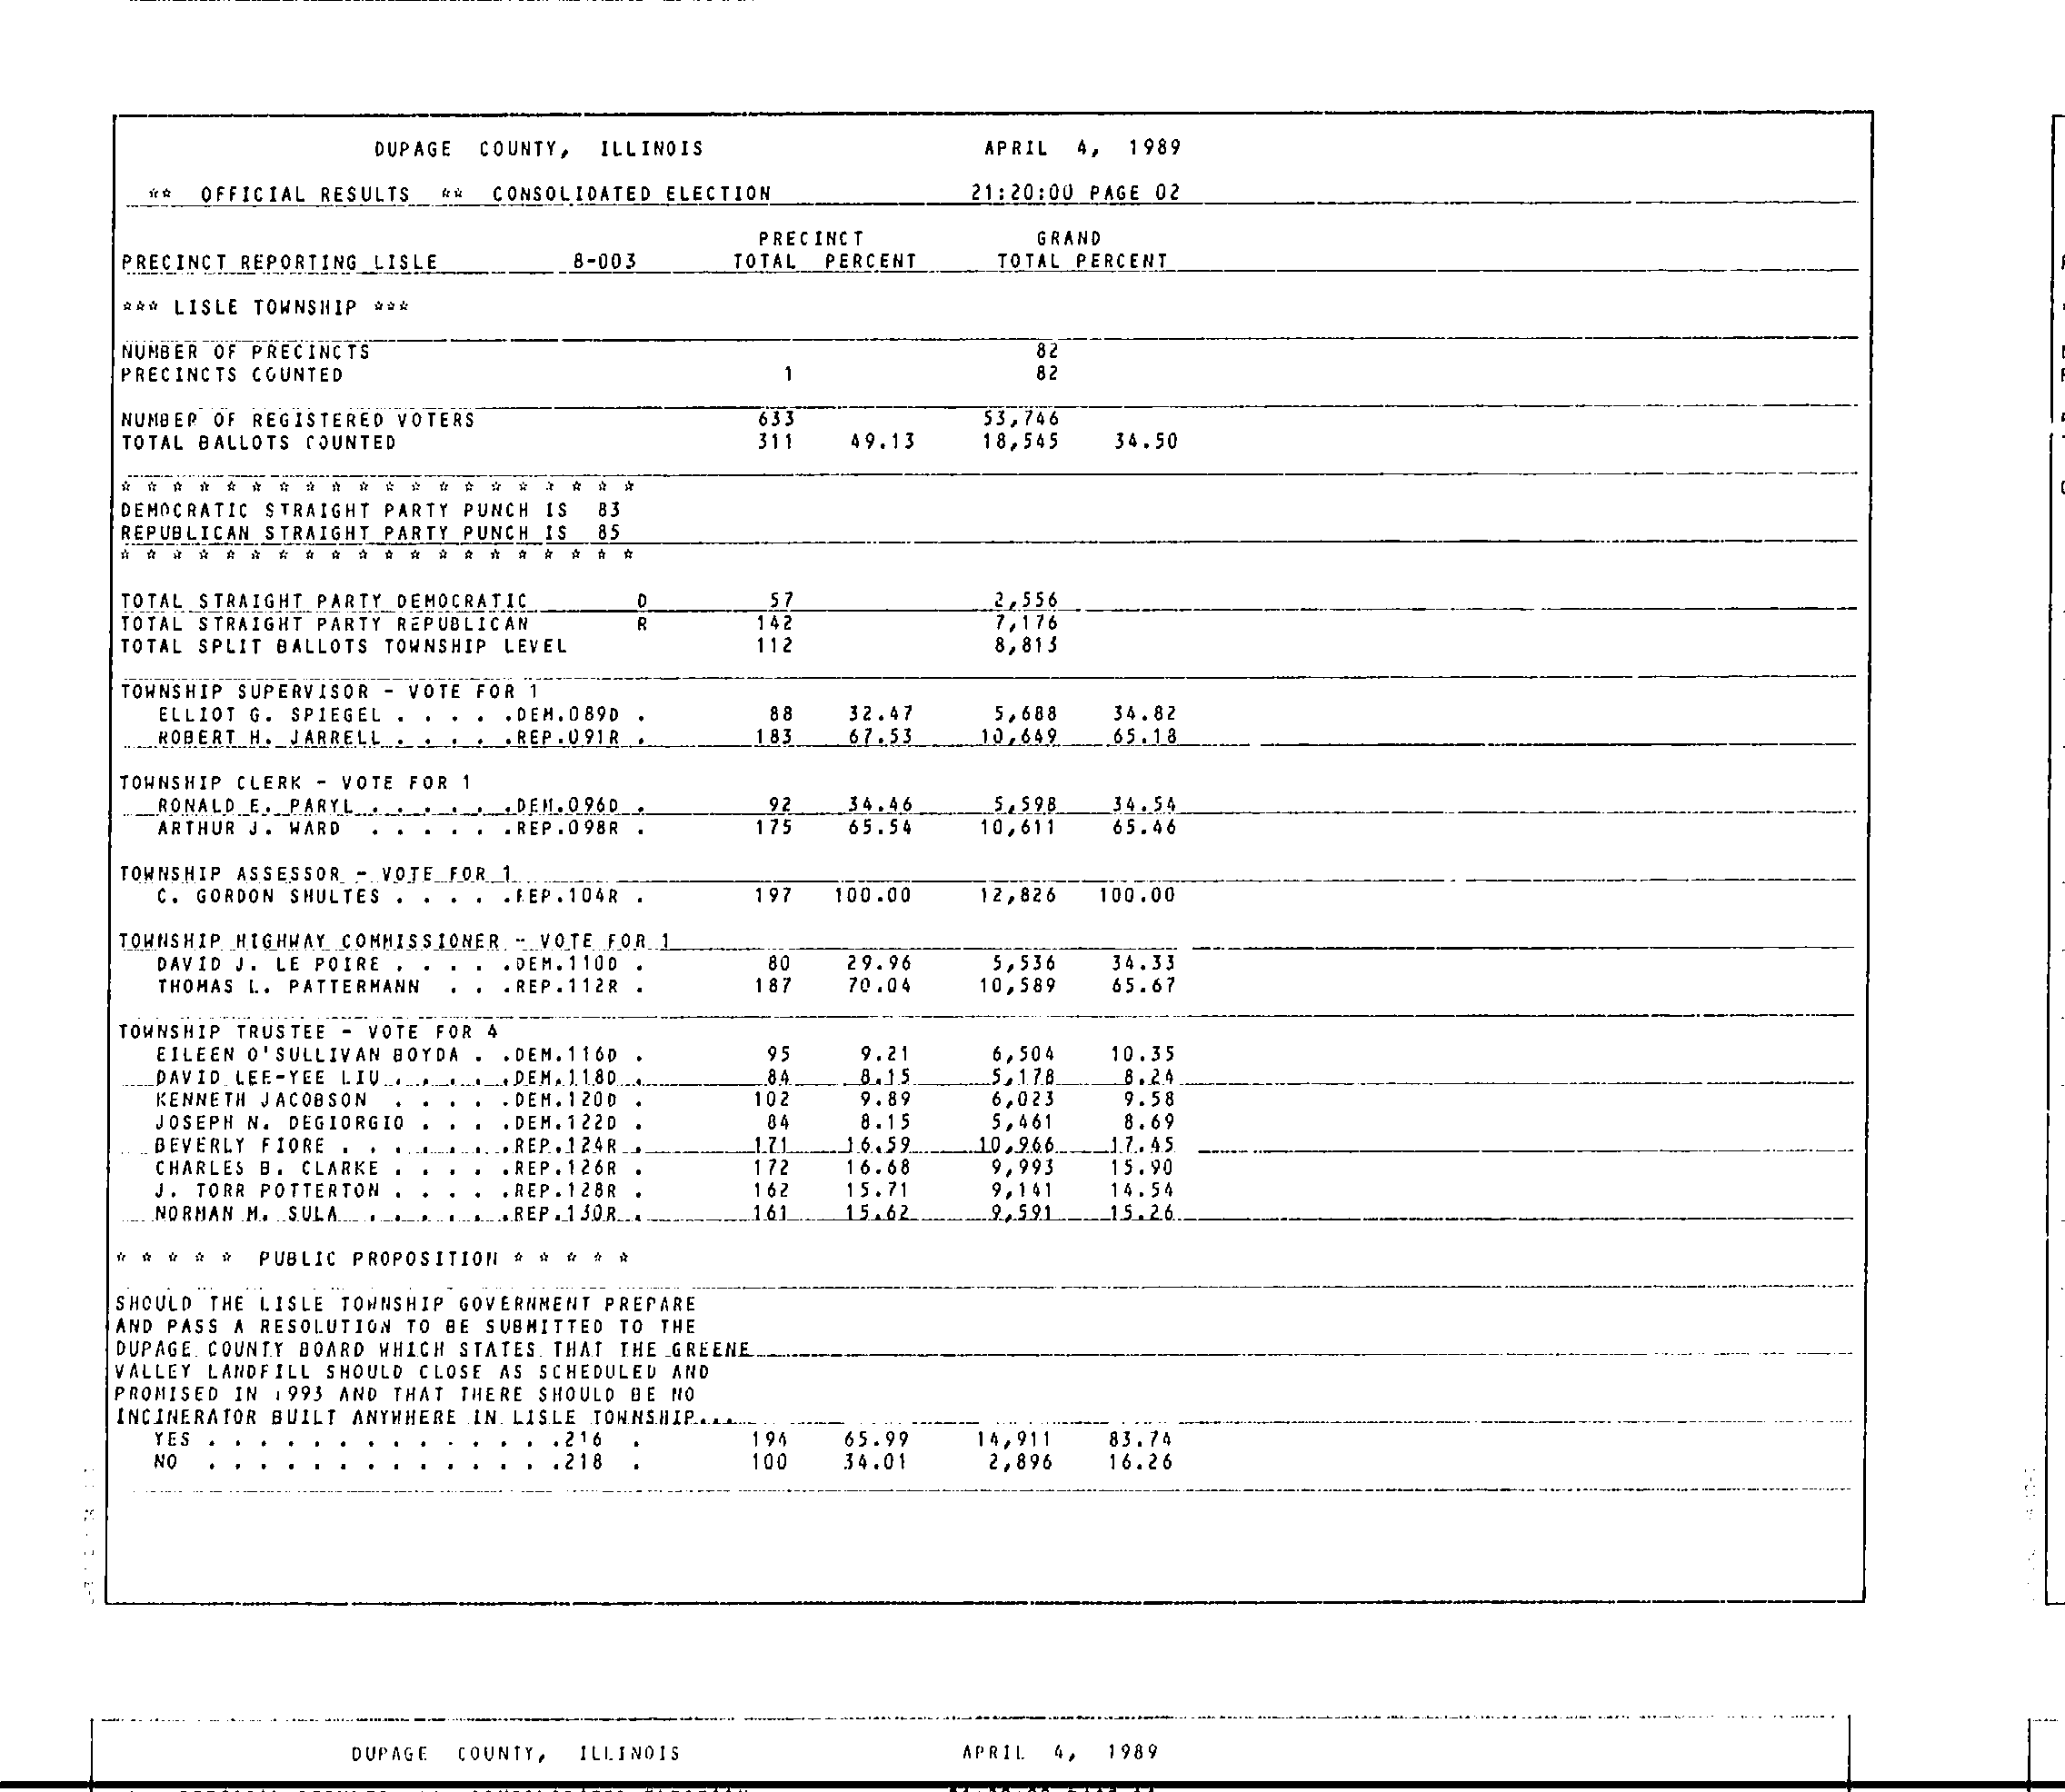 DUPAGE COUNTY, ILLINOIS APRIL 4, 1989
** OFFICIAL RESULTS ** CONSOLIDATED ELECTION 21:20:00 PAGE 02
PRECINCT GRAND
PRECINCT REPORTING LISLE 8-003 TOTAL PERCENT TOTAL PERCENT
*** LISLE TOWNSHIP ***
NUMBER OF PRECINCTS 82
PRECINCTS COUNTED 1 82
NUMBER OF REGISTERED VOTERS 633 53,746
TOTAL BALLOTS COUNTED 311 49.13 18,545 34.50
* * * * * * * * * * * * * * * * * * * *
DEMOCRATIC STRAIGHT PARTY PUNCH IS 83
REPUBLICAN STRAIGHT PARTY PUNCH IS 85
* * * * * * * * * * * * * * * * * * * *
TOTAL STRAIGHT PARTY DEMOCRATIC D 57 2,556
TOTAL STRAIGHT PARTY REPUBLICAN R 142 7,176
TOTAL SPLIT BALLOTS TOWNSHIP LEVEL 112 8,813
TOWNSHIP SUPERVISOR - VOTE FOR 1
ELLIOT G. SPIEGEL . . . . .DEM.089D . 88 32.47 5,688 34.82
ROBERT H. JARRELL . . . . .REP.091R . 183 67.53 10,649 65.18
TOWNSHIP CLERK - VOTE FOR 1
RONALD E. PARYL . . . . . .DEM.096D . 92 34.46 5,598 34.54
ARTHUR J. WARD . . . . . .REP.098R . 175 65.54 10,611 65.46
TOWNSHIP ASSESSOR - VOTE FOR 1
C. GORDON SHULTES . . . . .REP.104R . 197 100.00 12,826 100.00
TOWNSHIP HIGHWAY COMMISSIONER - VOTE FOR 1
DAVID J. LE POIRE . . . . .DEM.110D . 80 29.96 5,536 34.33
THOMAS L. PATTERMANN . . .REP.112R . 187 70.04 10,589 65.67
TOWNSHIP TRUSTEE - VOTE FOR 4
EILEEN O'SULLIVAN BOYDA . .DEM.116D . 95 9.21 6,504 10.35
DAVID LEE-YEE LIU . . . . .DEM.118D . 84 8.15 5,178 8.24
KENNETH JACOBSON . . . . .DEM.120D . 102 9.89 6,023 9.58
JOSEPH N. DEGIORGIO . . . .DEM.122D . 84 8.15 5,461 8.69
BEVERLY FIORE . . . . . . .REP.124R . 171 16.59 10,966 17.45
CHARLES B. CLARKE . . . . .REP.126R . 172 16.68 9,993 15.90
J. TORR POTTERTON . . . . .REP.128R . 162 15.71 9,141 14.54
NORMAN M. SULA . . . . . .REP.130R . 161 15.62 9,591 15.26
* * * * * PUBLIC PROPOSITION * * * * *
SHOULD THE LISLE TOWNSHIP GOVERNMENT PREPARE
AND PASS A RESOLUTION TO BE SUBMITTED TO THE
DUPAGE COUNTY BOARD WHICH STATES THAT THE GREENE
VALLEY LANDFILL SHOULD CLOSE AS SCHEDULED AND
PROMISED IN 1993 AND THAT THERE SHOULD BE NO
INCINERATOR BUILT ANYWHERE IN LISLE TOWNSHIP...
YES . . . . . . . . . . . . . .216 . 194 65.99 14,911 83.74
NO . . . . . . . . . . . . . .218 . 100 34.01 2,896 16.26
DUPAGE COUNTY, ILLINOIS APRIL 4, 1989